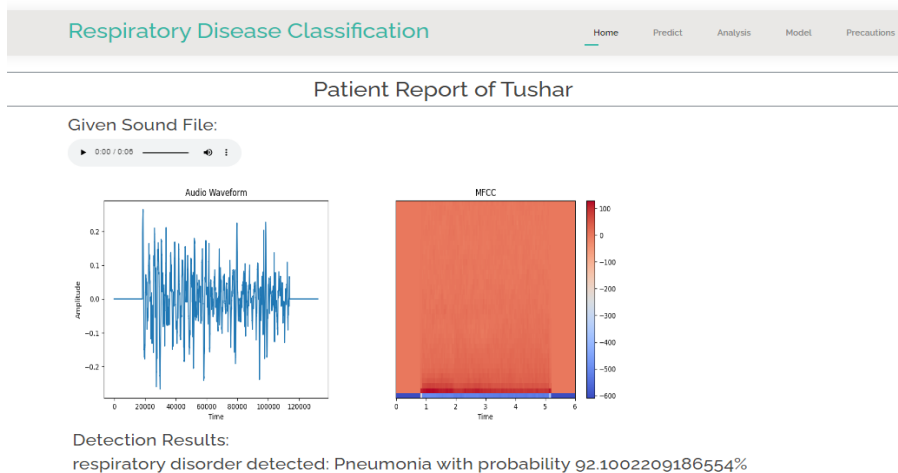 Respiratory Disease Classification
Home Predict Analysis Model Precautions
Patient Report of Tushar
Given Sound File:
0:00 / 0:06
Audio Waveform
Amplitude
0.2
0.1
0.0
−0.1
−0.2
0 20000 40000 60000 80000 100000 120000
Time
MFCC
0 1 2 3 4 5 6
Time
100
0
−100
−200
−300
−400
−500
−600
Detection Results:
respiratory disorder detected: Pneumonia with probability 92.10022091 86554%